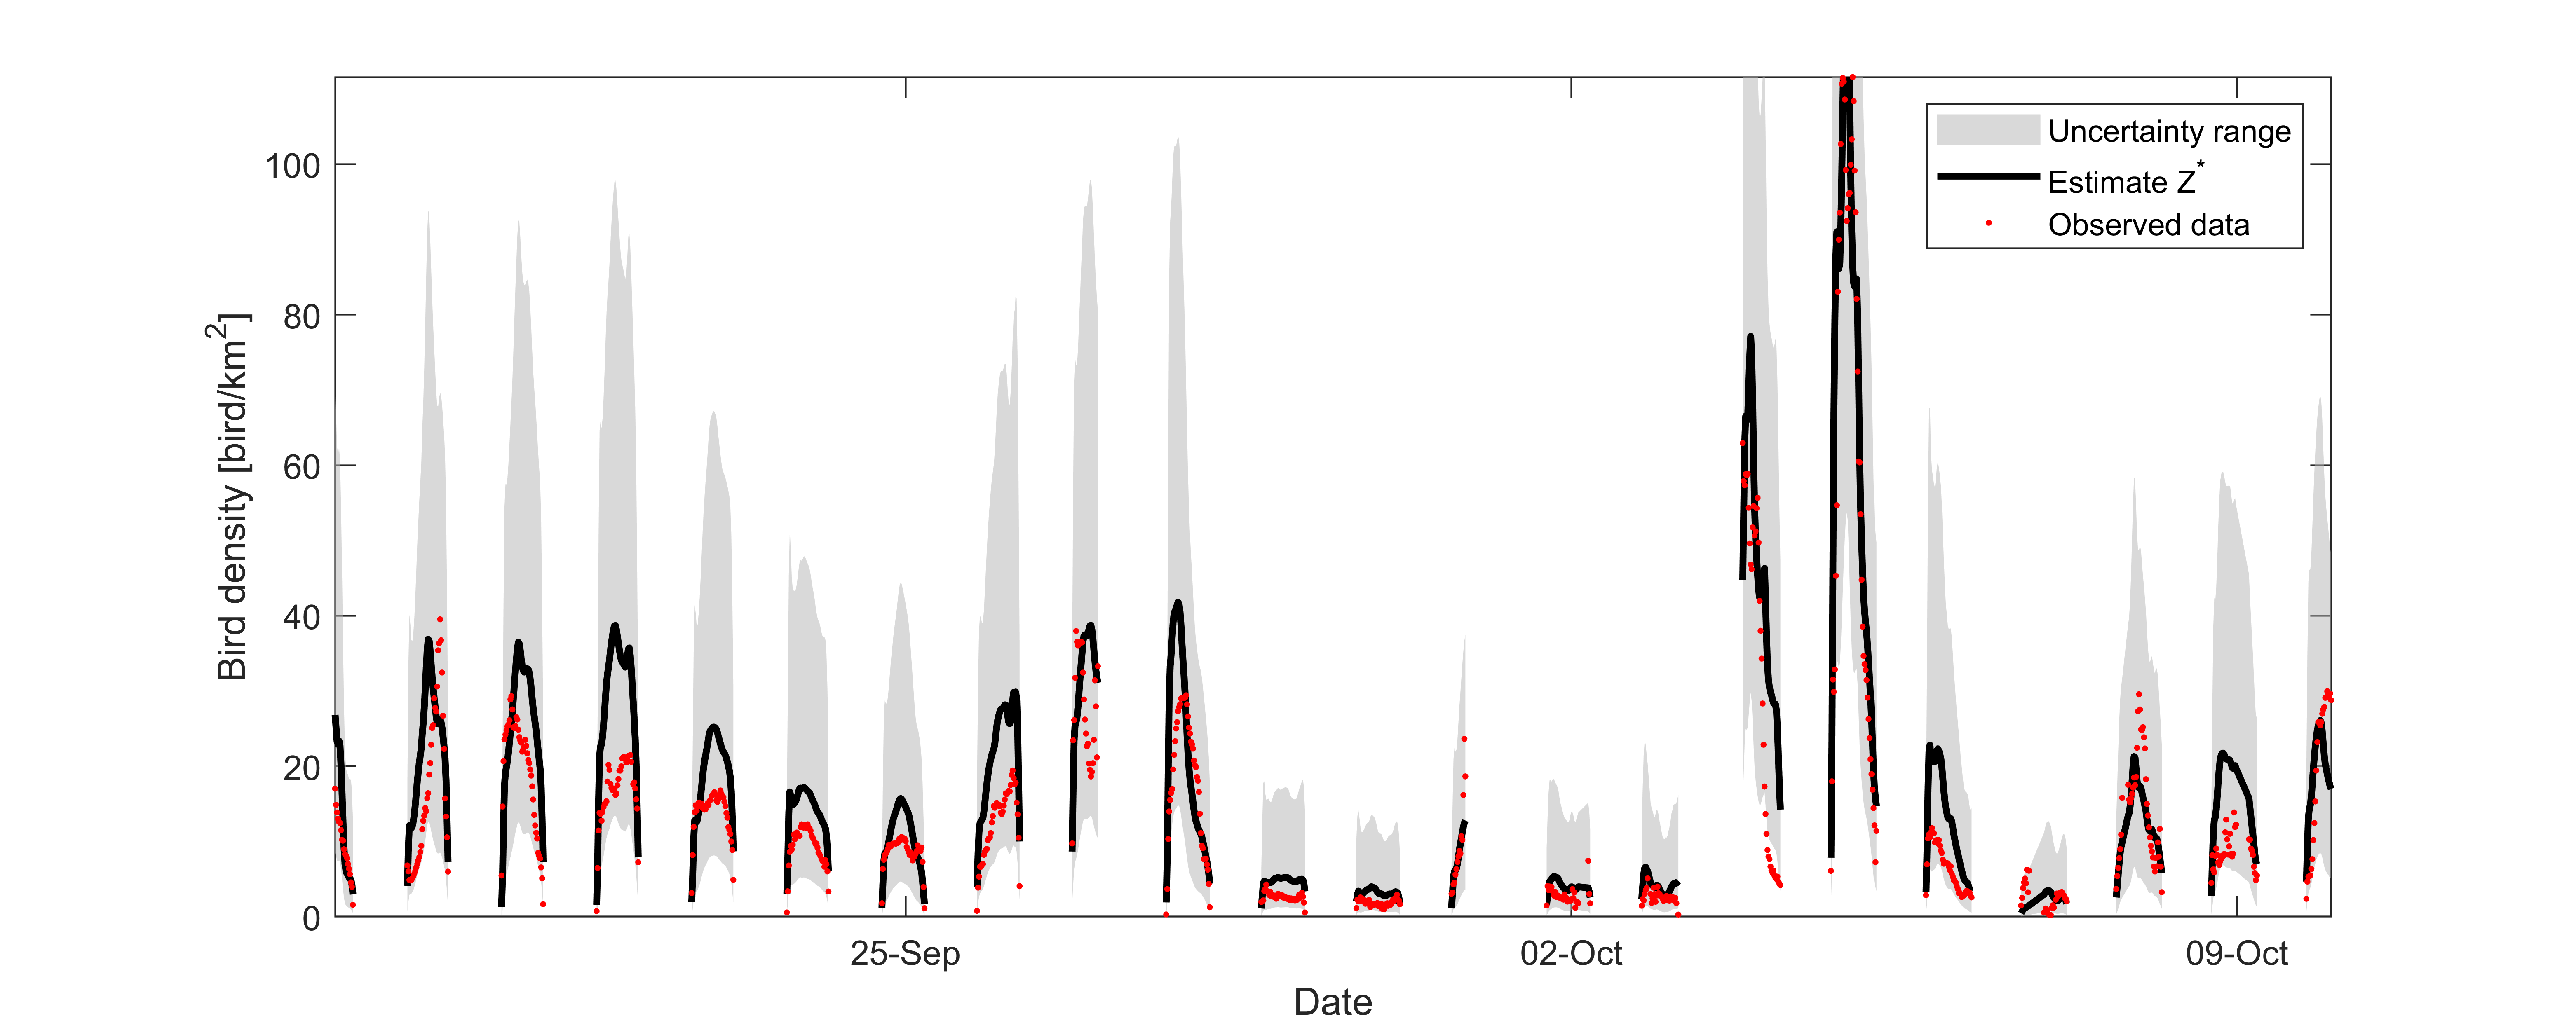 Bird density [bird/km²]
100
80
60
40
20
0
Uncertainty range
Estimate Z*
Observed data
25-Sep
02-Oct
09-Oct
Date